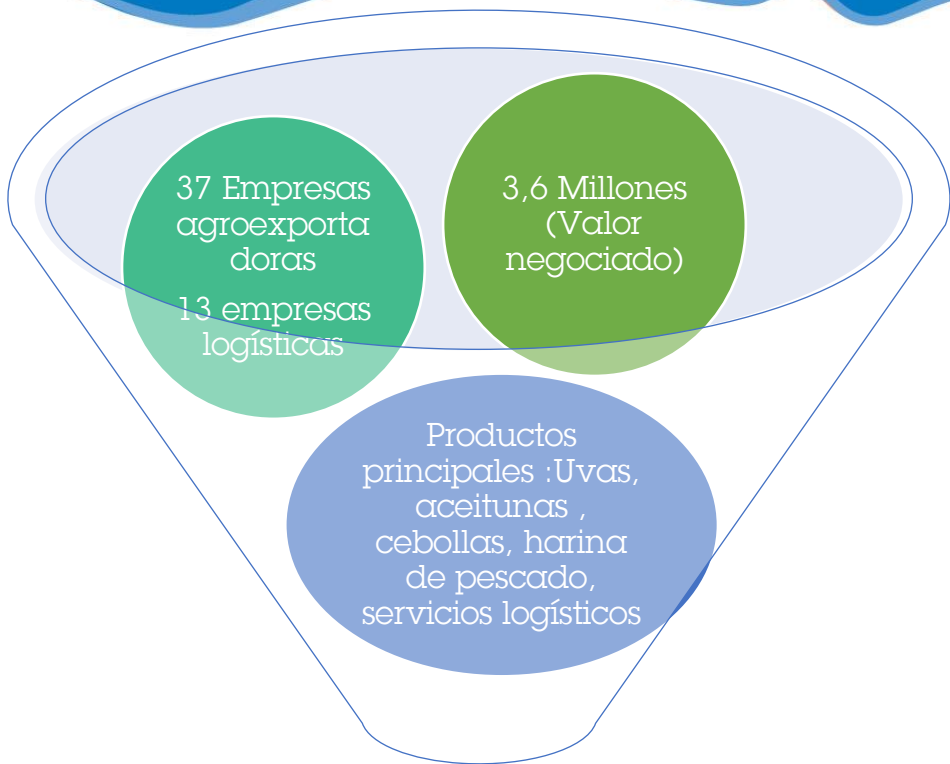 37 Empresas
agroexporta
doras
13 empresas
logísticas
3,6 Millones
(Valor
negociado)
Productos
principales :Uvas,
aceitunas ,
cebollas, harina
de pescado,
servicios logísticos